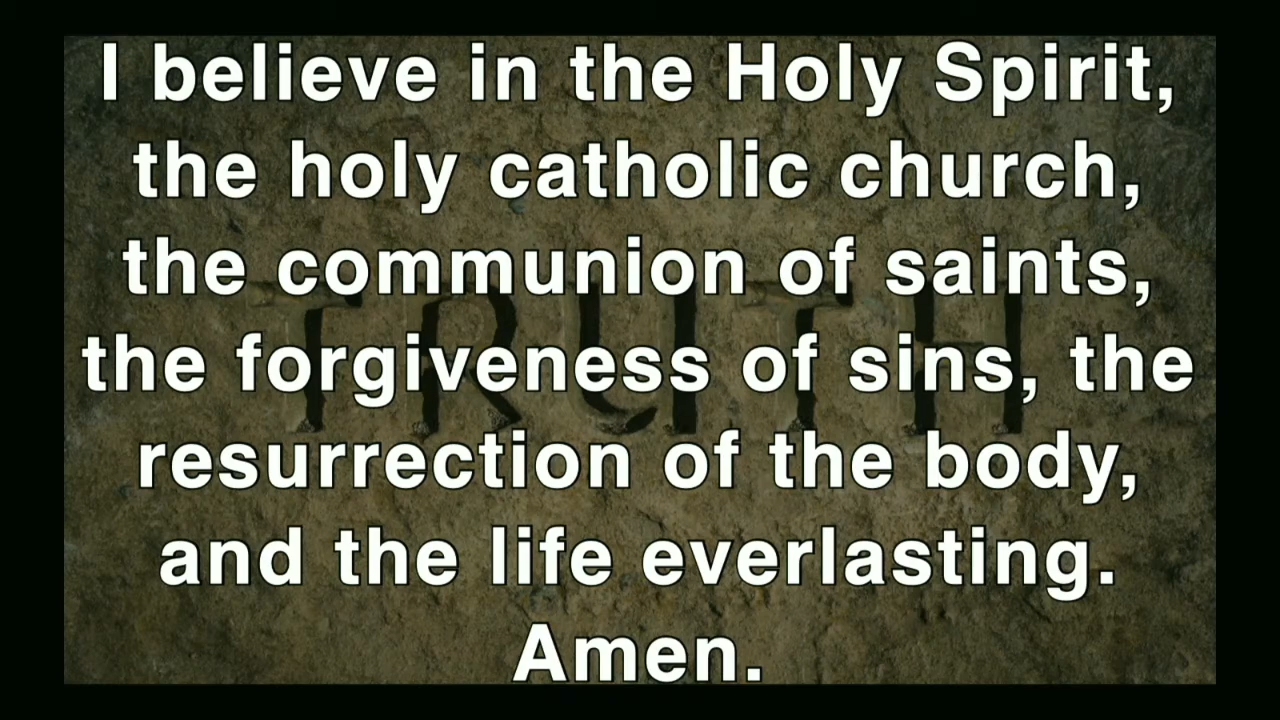 I believe in the Holy Spirit,
the holy catholic church,
the communion of saints,
the forgiveness of sins, the
resurrection of the body,
and the life everlasting.
Amen.
TRUTH